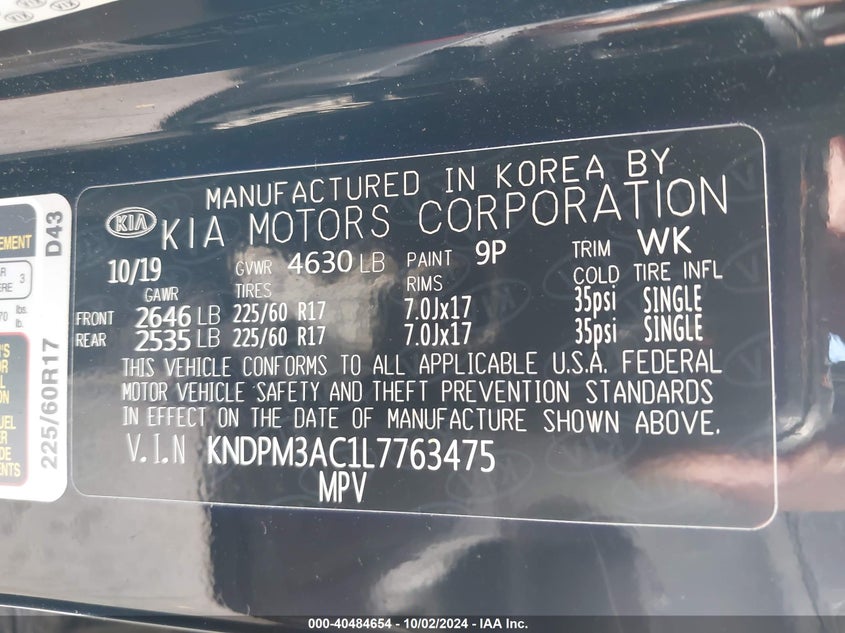 MANUFACTURED IN KOREA BY
KIA KIA MOTORS CORPORATION
10/19 GVWR 4630 LB PAINT 9P TRIM WK
GAWR TIRES RIMS COLD TIRE INFL
FRONT 2646 LB 225/60 R17 7.0Jx17 35psi SINGLE
REAR 2535 LB 225/60 R17 7.0Jx17 35psi SINGLE
THIS VEHICLE CONFORMS TO ALL APPLICABLE U.S.A. FEDERAL
MOTOR VEHICLE SAFETY AND THEFT PREVENTION STANDARDS
IN EFFECT ON THE DATE OF MANUFACTURE SHOWN ABOVE.
V.I.N KNDPM3AC1L7763475
MPV
225/60R17 D43
000-40484654 - 10/02/2024 - IAA Inc.